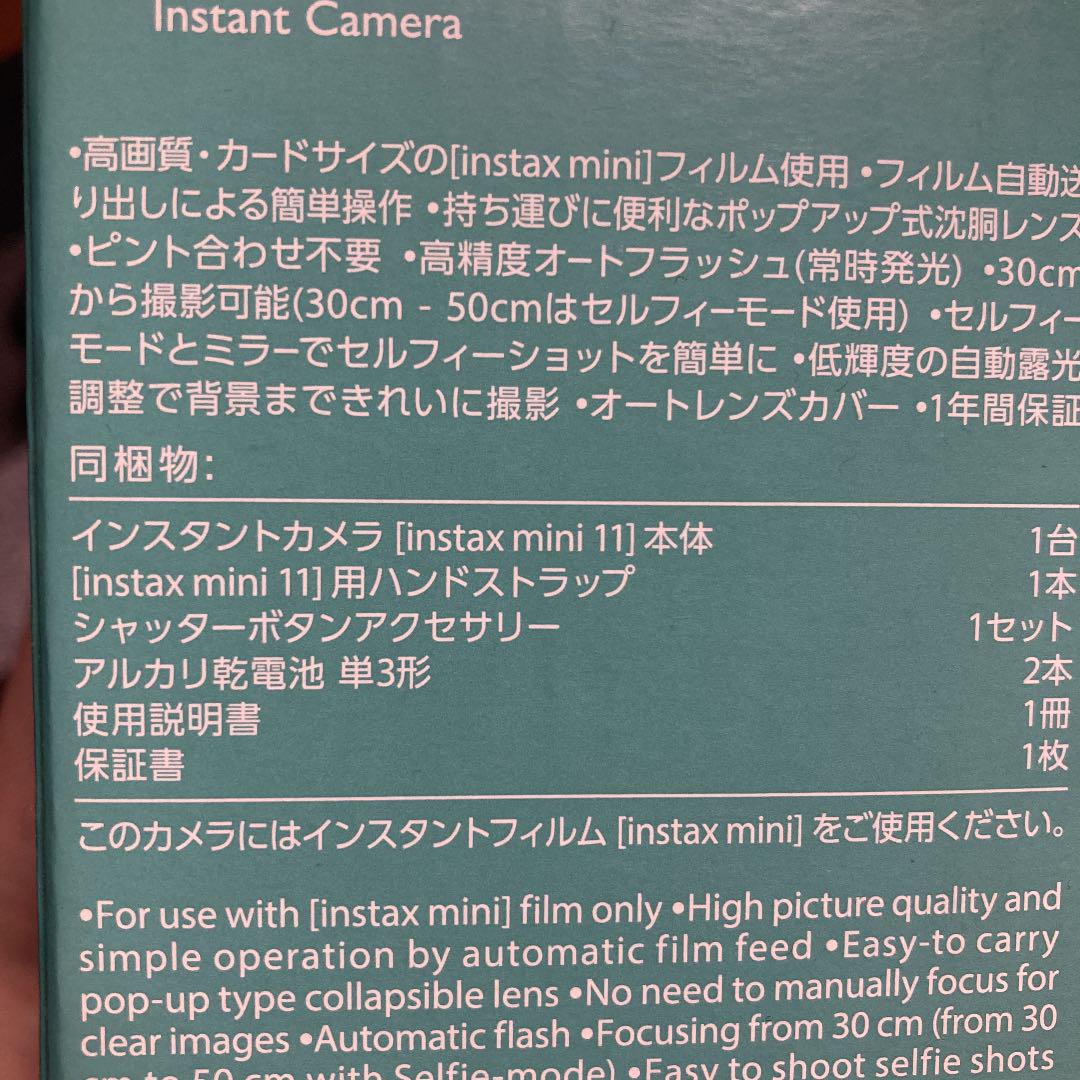 Instant Camera
•高画質・カードサイズの[instax mini]フィルム使用 •フィルム自動送
り出しによる簡単操作 •持ち運びに便利なポップアップ式沈胴レンズ
•ピント合わせ不要 •高精度オートフラッシュ(常時発光) •30cm
から撮影可能(30cm - 50cmはセルフィーモード使用) •セルフィー
モードとミラーでセルフィーショットを簡単に •低輝度の自動露光
調整で背景まできれいに撮影 •オートレンズカバー •1年間保証
同梱物:
インスタントカメラ [instax mini 11] 本体 1台
[instax mini 11] 用ハンドストラップ 1本
シャッターボタンアクセサリー 1セット
アルカリ乾電池 単3形 2本
使用説明書 1冊
保証書 1枚
このカメラにはインスタントフィルム [instax mini] をご使用ください。
•For use with [instax mini] film only •High picture quality and
simple operation by automatic film feed •Easy-to carry
pop-up type collapsible lens •No need to manually focus for
clear images •Automatic flash •Focusing from 30 cm (from 30
cm to 50 cm with Selfie-mode) •Easy to shoot selfie shots